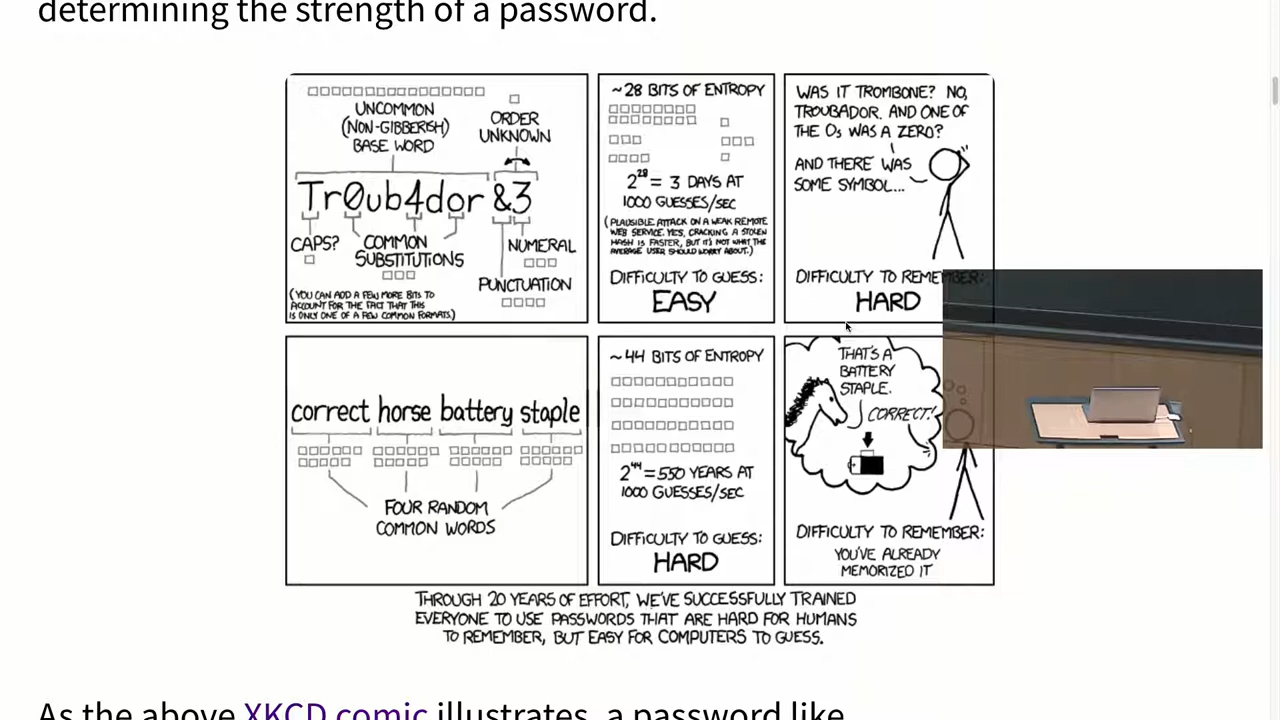 determining the strength of a password.
UNCOMMON
(NON-GIBBERISH)
BASE WORD
ORDER
UNKNOWN
Tr0ub4dor &3
CAPS?
COMMON
SUBSTITUTIONS
NUMERAL
PUNCTUATION
(YOU CAN ADD A FEW MORE BITS TO
ACCOUNT FOR THE FACT THAT THIS
IS ONLY ONE OF A FEW COMMON FORMATS.)
~28 BITS OF ENTROPY
2²⁸ = 3 DAYS AT
1000 GUESSES/SEC
(PLAUSIBLE ATTACK ON A WEAK REMOTE
WEB SERVICE. YES, CRACKING A STOLEN
HASH IS FASTER, BUT IT'S NOT WHAT THE
AVERAGE USER SHOULD WORRY ABOUT.)
DIFFICULTY TO GUESS:
EASY
WAS IT TROMBONE? NO,
TROUBADOR. AND ONE OF
THE Os WAS A ZERO?
AND THERE WAS
SOME SYMBOL...
DIFFICULTY TO REMEMBER:
HARD
correct horse battery staple
FOUR RANDOM
COMMON WORDS
~44 BITS OF ENTROPY
2⁴⁴ = 550 YEARS AT
1000 GUESSES/SEC
DIFFICULTY TO GUESS:
HARD
THAT'S A
BATTERY
STAPLE.
CORRECT!
DIFFICULTY TO REMEMBER:
YOU'VE ALREADY
MEMORIZED IT
THROUGH 20 YEARS OF EFFORT, WE'VE SUCCESSFULLY TRAINED
EVERYONE TO USE PASSWORDS THAT ARE HARD FOR HUMANS
TO REMEMBER, BUT EASY FOR COMPUTERS TO GUESS.
As the above XKCD comic illustrates, a password like